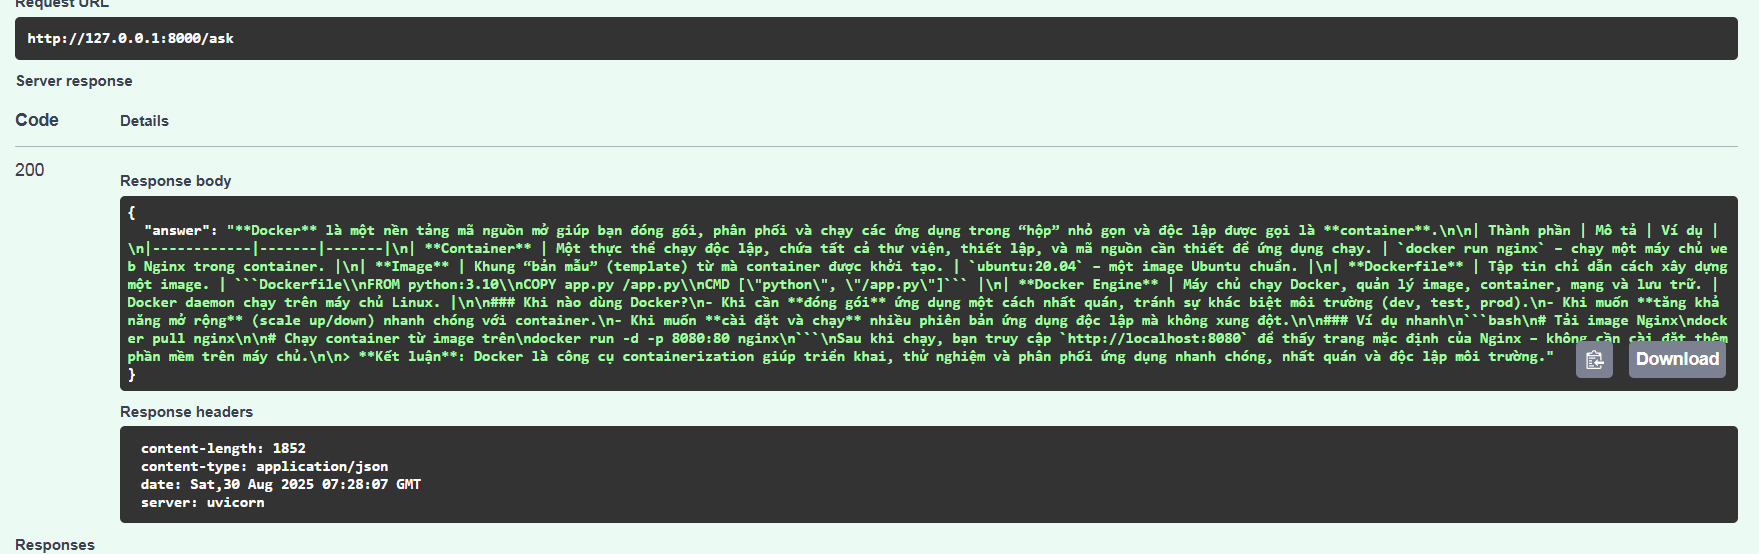 Request URL
http://127.0.0.1:8000/ask
Server response
Code
Details
200
Response body
{
  "answer": "**Docker** là một nền tảng mã nguồn mở giúp bạn đóng gói, phân phối và chạy các ứng dụng trong “hộp” nhỏ gọn và độc lập được gọi là **container**.\n\n| Thành phần | Mô tả | Ví dụ |
\n|------------|-------|-------|\n| **Container** | Một thực thể chạy độc lập, chứa tất cả thư viện, thiết lập, và mã nguồn cần thiết để ứng dụng chạy. | `docker run nginx` – chạy một máy chủ we
b Nginx trong container. |\n| **Image** | Khung “bản mẫu” (template) từ mà container được khởi tạo. | `ubuntu:20.04` – một image Ubuntu chuẩn. |\n| **Dockerfile** | Tập tin chỉ dẫn cách xây dựng
một image. | ```Dockerfile\\nFROM python:3.10\\nCOPY app.py /app.py\\nCMD [\"python\", \"/app.py\"]``` |\n| **Docker Engine** | Máy chủ chạy Docker, quản lý image, container, mạng và lưu trữ. |
Docker daemon chạy trên máy chủ Linux. |\n\n### Khi nào dùng Docker?\n- Khi cần **đóng gói** ứng dụng một cách nhất quán, tránh sự khác biệt môi trường (dev, test, prod).\n- Khi muốn **tăng khả
năng mở rộng** (scale up/down) nhanh chóng với container.\n- Khi muốn **cài đặt và chạy** nhiều phiên bản ứng dụng độc lập mà không xung đột.\n\n### Ví dụ nhanh\n```bash\n# Tải image Nginx\ndock
er pull nginx\n\n# Chạy container từ image trên\ndocker run -d -p 8080:80 nginx\n```\nSau khi chạy, bạn truy cập `http://localhost:8080` để thấy trang mặc định của Nginx – không cần cài đặt thêm
phần mềm trên máy chủ.\n\n> **Kết luận**: Docker là công cụ containerization giúp triển khai, thử nghiệm và phân phối ứng dụng nhanh chóng, nhất quán và độc lập môi trường."
Download
}
Response headers
content-length: 1852
content-type: application/json
date: Sat,30 Aug 2025 07:28:07 GMT
server: uvicorn
Responses